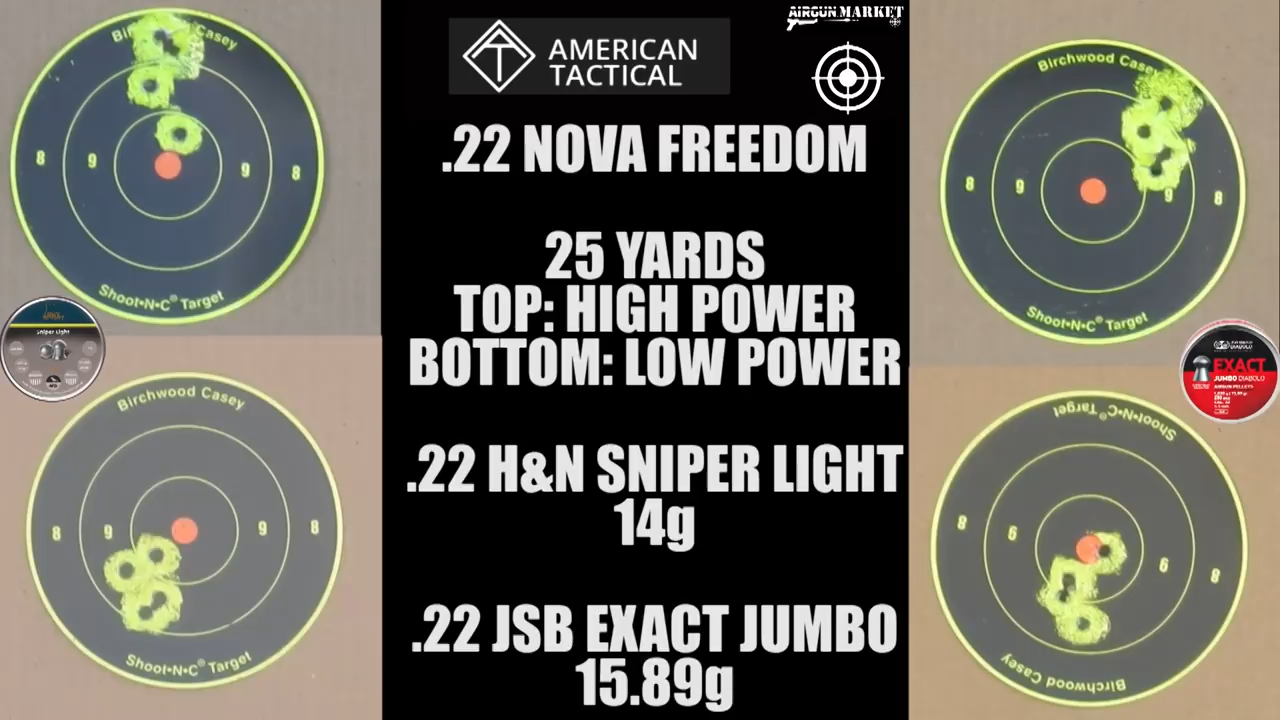 AIRGUN MARKET
AMERICAN
TACTICAL
.22 NOVA FREEDOM
25 YARDS
TOP: HIGH POWER
BOTTOM: LOW POWER
.22 H&N SNIPER LIGHT
14g
.22 JSB EXACT JUMBO
15.89g
Birchwood Casey
8 9 9 8
Shoot•N•C® Target
Sniper Light
Birchwood Casey
8 9 9 8
Shoot•N•C® Target
Birchwood Casey
8 9 9 8
Shoot•N•C® Target
EXACT
JUMBO DIABOLO
Shoot•N•C® Target
8 9 9 8
Birchwood Casey